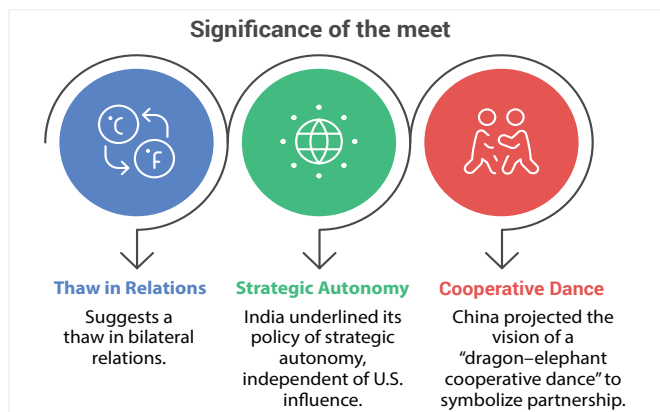 Significance of the meet
°C
°F
Thaw in Relations
Suggests a
thaw in bilateral
relations.
Strategic Autonomy
India underlined its
policy of strategic
autonomy,
independent of U.S.
influence.
Cooperative Dance
China projected the
vision of a
“dragon–elephant
cooperative dance” to
symbolize partnership.